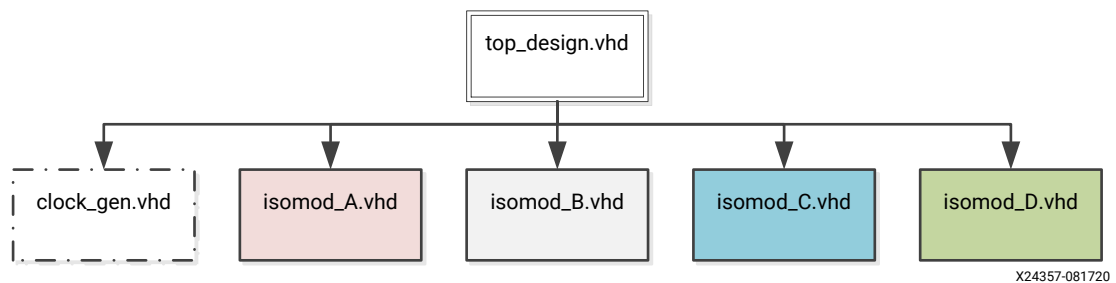 top_design.vhd
clock_gen.vhd
isomod_A.vhd
isomod_B.vhd
isomod_C.vhd
isomod_D.vhd
X24357-081720